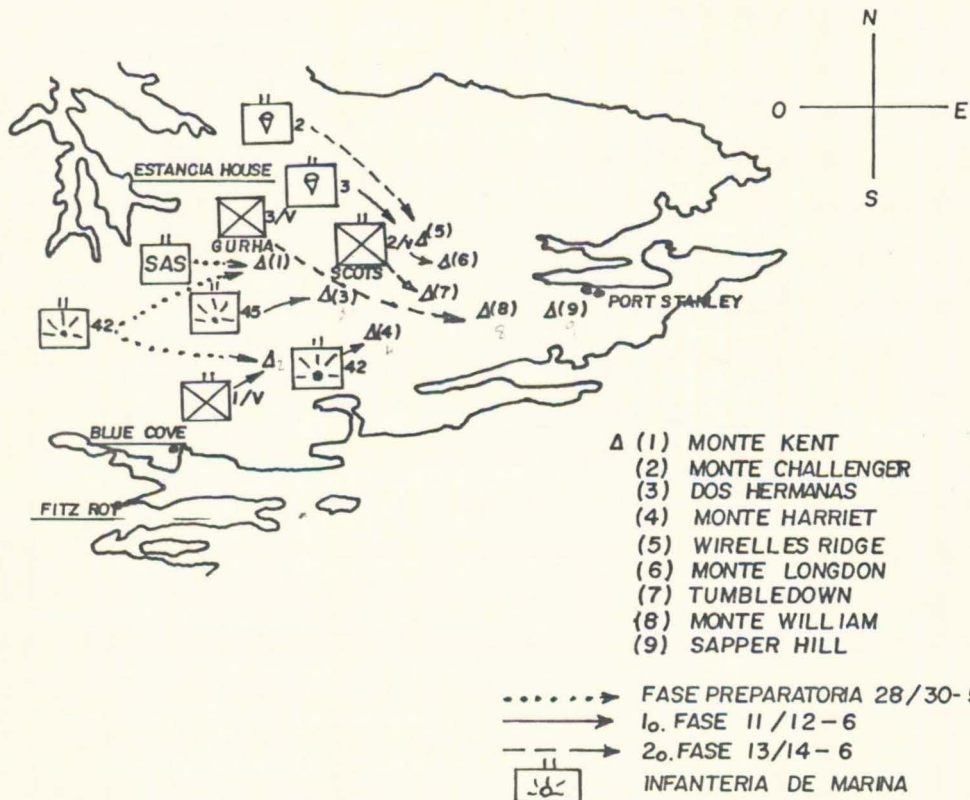 N
O E
S
2
ESTANCIA HOUSE
3
3/V
GURHA
2/V Δ(5)
SCOTS
Δ(6)
SAS Δ(1)
Δ(7)
45 Δ(3)
Δ(8)
Δ(9)
PORT STANLEY
42
Δ(4)
Δ 2
42
1/V
BLUE COVE
FITZ ROY
Δ (1) MONTE KENT
(2) MONTE CHALLENGER
(3) DOS HERMANAS
(4) MONTE HARRIET
(5) WIRELLES RIDGE
(6) MONTE LONGDON
(7) TUMBLEDOWN
(8) MONTE WILLIAM
(9) SAPPER HILL
FASE PREPARATORIA 28/30-
1o. FASE 11/12-6
2o. FASE 13/14-6
INFANTERIA DE MARINA